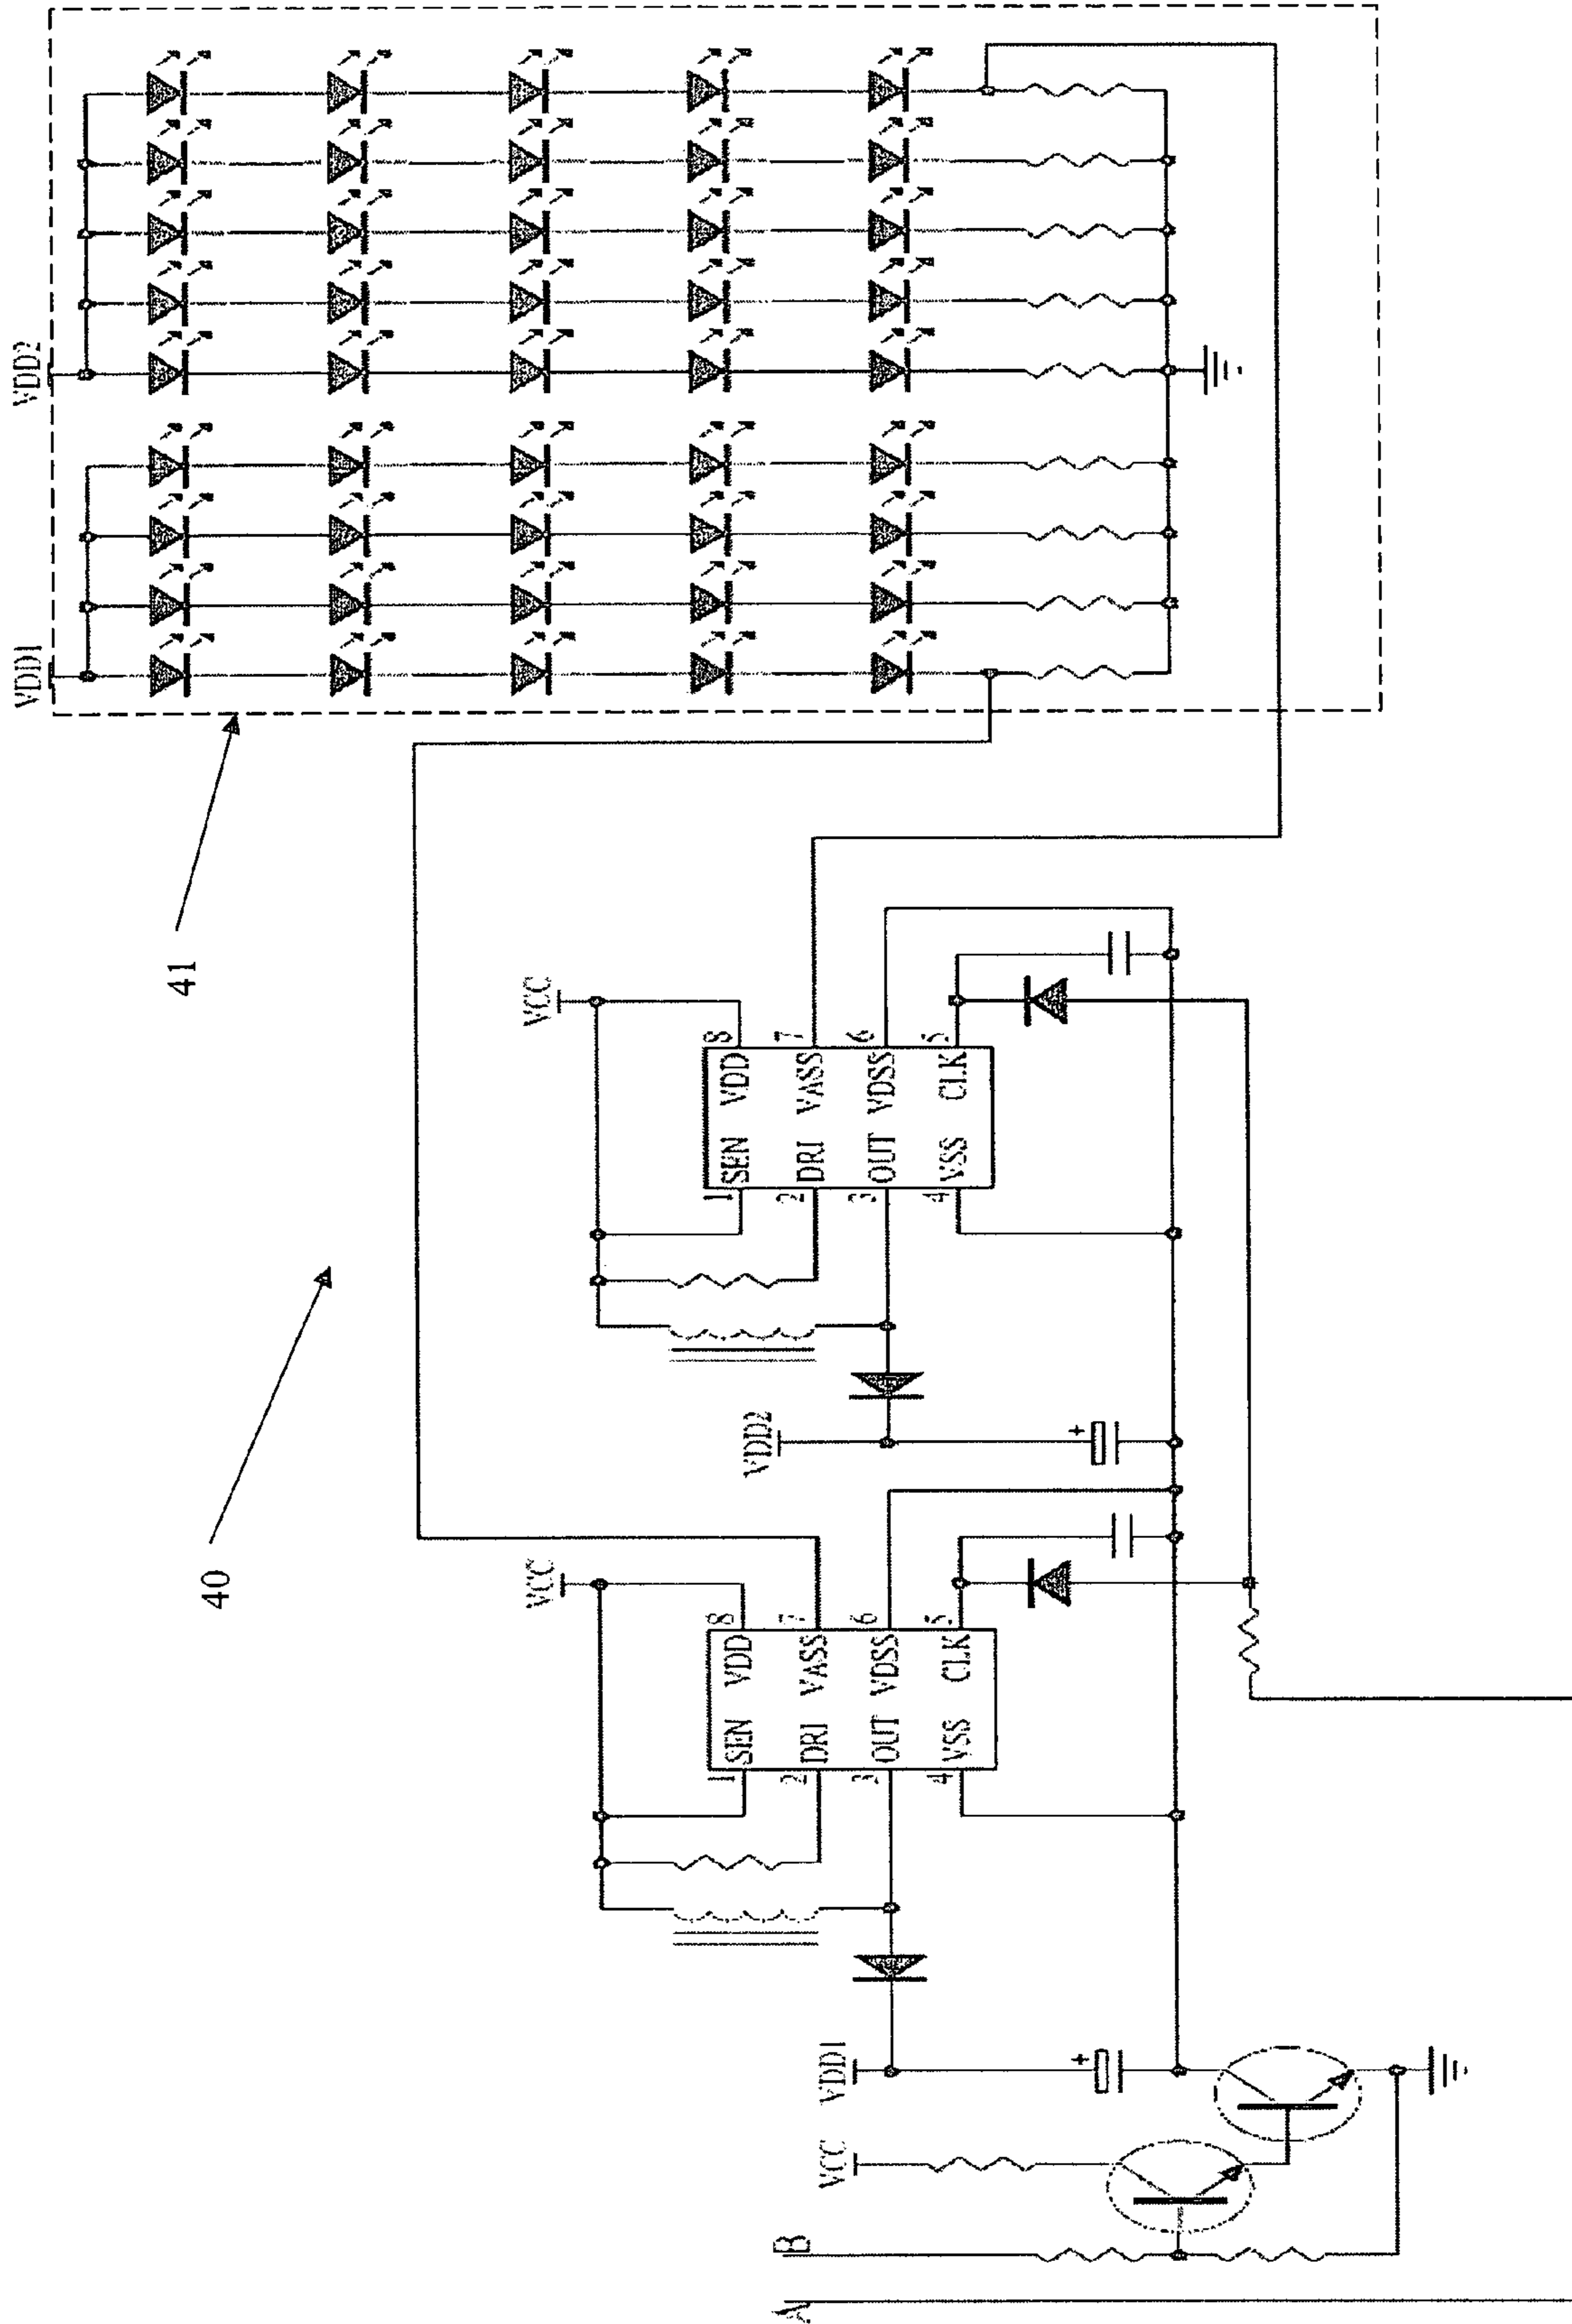 A
B
VCC
VDD1
40
VCC
1 SEN VDD 8
2 DRI VASS 7
3 OUT VDSS 6
4 VSS CLK 5
+
VDD2
+
VCC
1 SEN VDD 8
2 DRI VASS 7
3 OUT VDSS 6
4 VSS CLK 5
41
VDD1
VDD2